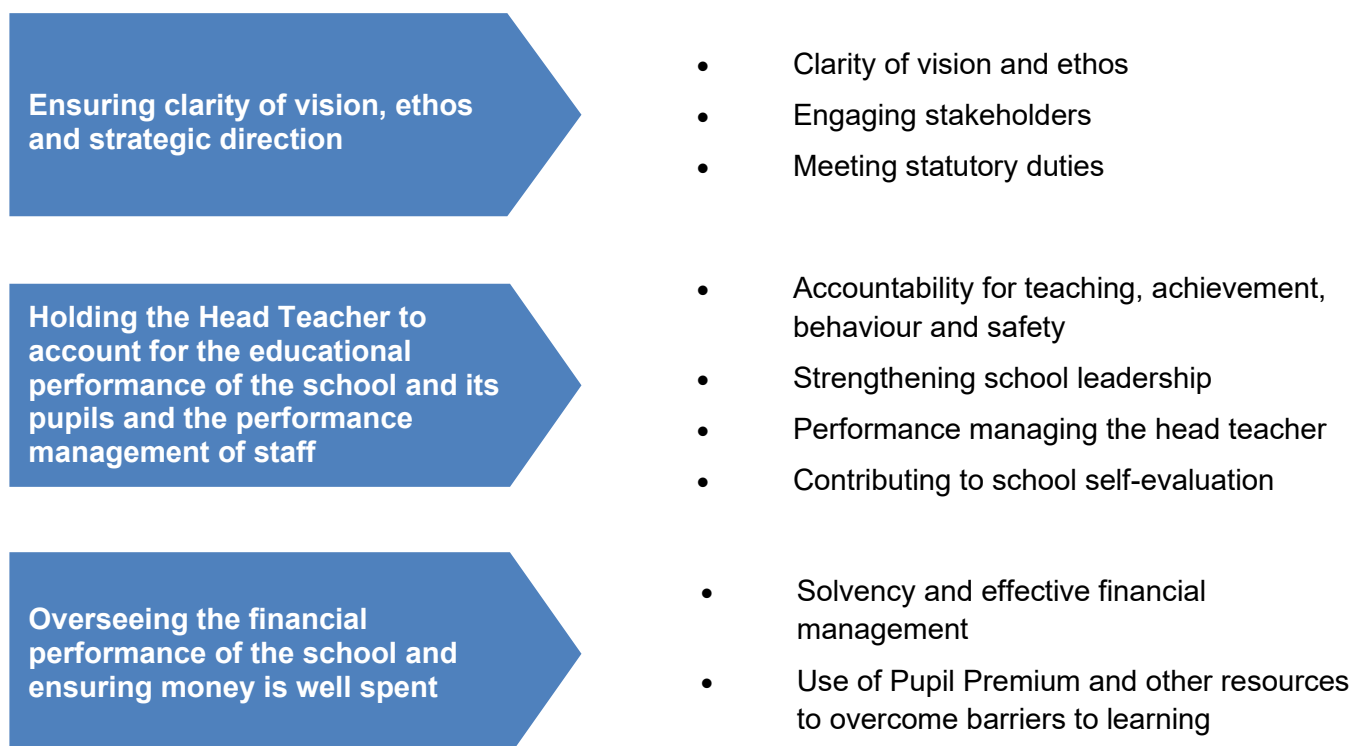 Ensuring clarity of vision, ethos
and strategic direction
• Clarity of vision and ethos
• Engaging stakeholders
• Meeting statutory duties
Holding the Head Teacher to
account for the educational
performance of the school and its
pupils and the performance
management of staff
• Accountability for teaching, achievement,
behaviour and safety
• Strengthening school leadership
• Performance managing the head teacher
• Contributing to school self-evaluation
Overseeing the financial
performance of the school and
ensuring money is well spent
• Solvency and effective financial
management
• Use of Pupil Premium and other resources
to overcome barriers to learning